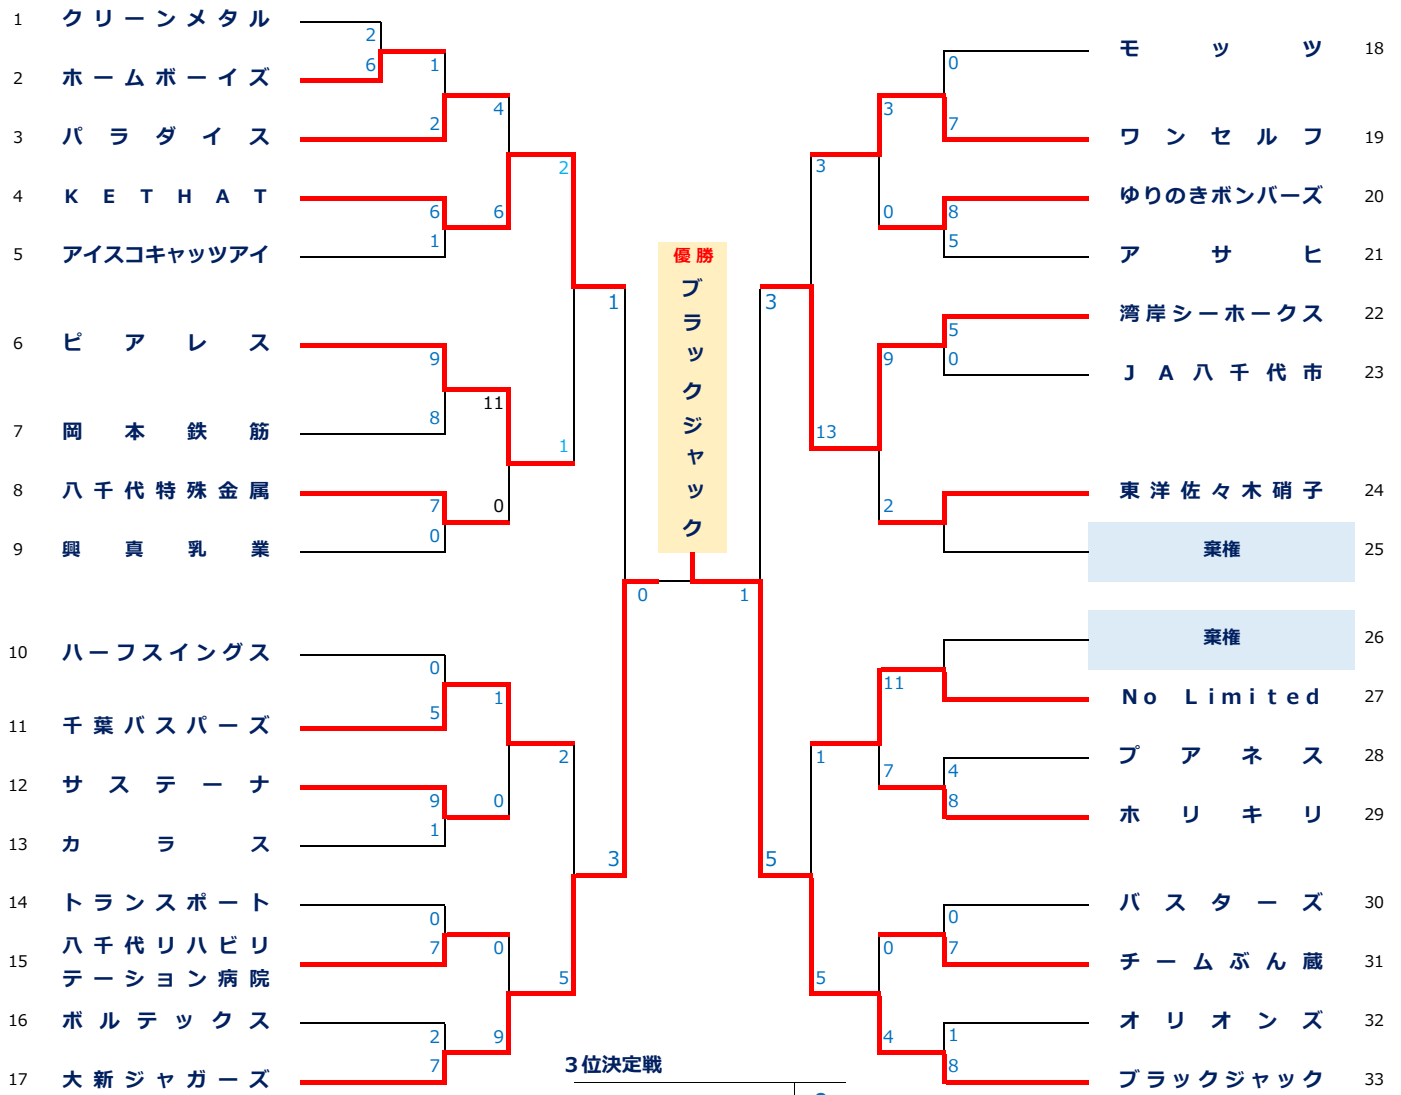 1 クリーンメタル
2
6
2 ホームボーイズ
1
2
3 パラダイス
4
6
4 KETHAT
6
1
5 アイスコキャッツアイ
2
1
6 ピアレス
9
8
7 岡本鉄筋
11
0
8 八千代特殊金属
7
0
9 興真乳業
1
3
10 ハーフスイングス
0
5
11 千葉バスパーズ
1
0
12 サステーナ
9
1
13 カラス
2
5
14 トランスポート
0
7
15 八千代リハビリ
テーション病院
0
9
16 ボルテックス
2
7
17 大新ジャガーズ
優勝
ブラックジャック
0
1
モッツ 18
0
7
ワンセルフ 19
3
0
ゆりのきボンバーズ 20
8
5
アサヒ 21
3
13
湾岸シーホークス 22
5
0
JA八千代市 23
9
2
東洋佐々木硝子 24
棄権 25
3
5
棄権 26
No Limited 27
11
7
プアネス 28
4
8
ホリキリ 29
1
5
バスターズ 30
0
7
チームぶん蔵 31
0
4
オリオンズ 32
1
8
ブラックジャック 33
3位決定戦